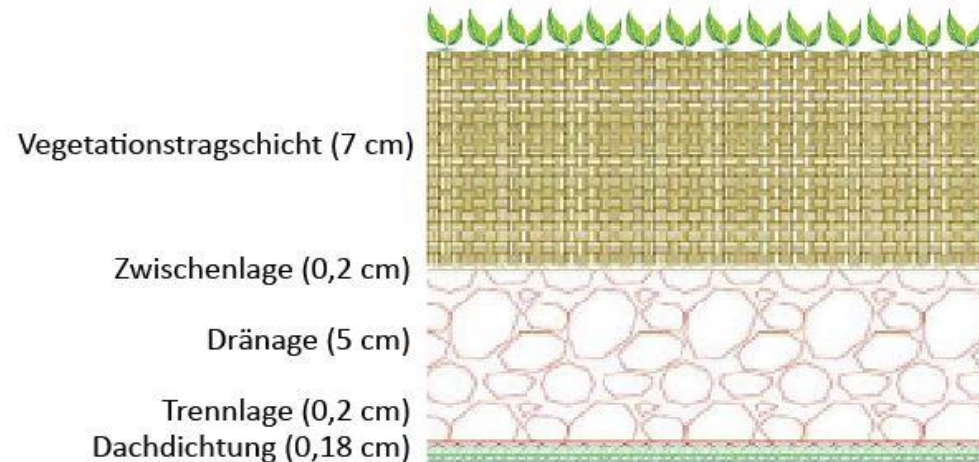 Vegetationstragschicht (7 cm)
Zwischenlage (0,2 cm)
Dränage (5 cm)
Trennlage (0,2 cm)
Dachdichtung (0,18 cm)